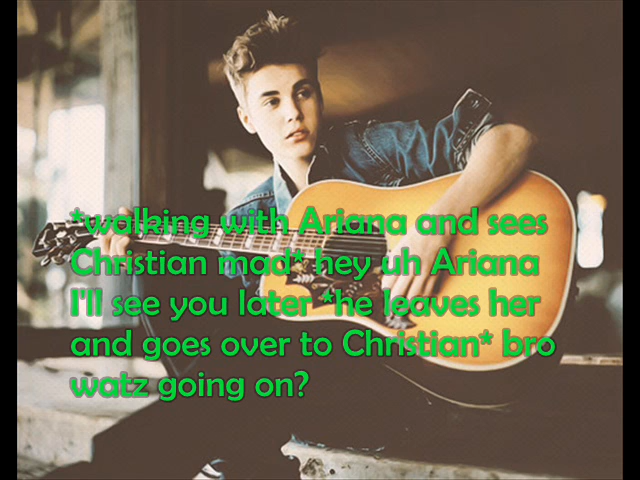 *walking with Ariana and sees
Christian mad* hey uh Ariana
I'll see you later *he leaves her
and goes over to Christian* bro
watz going on?